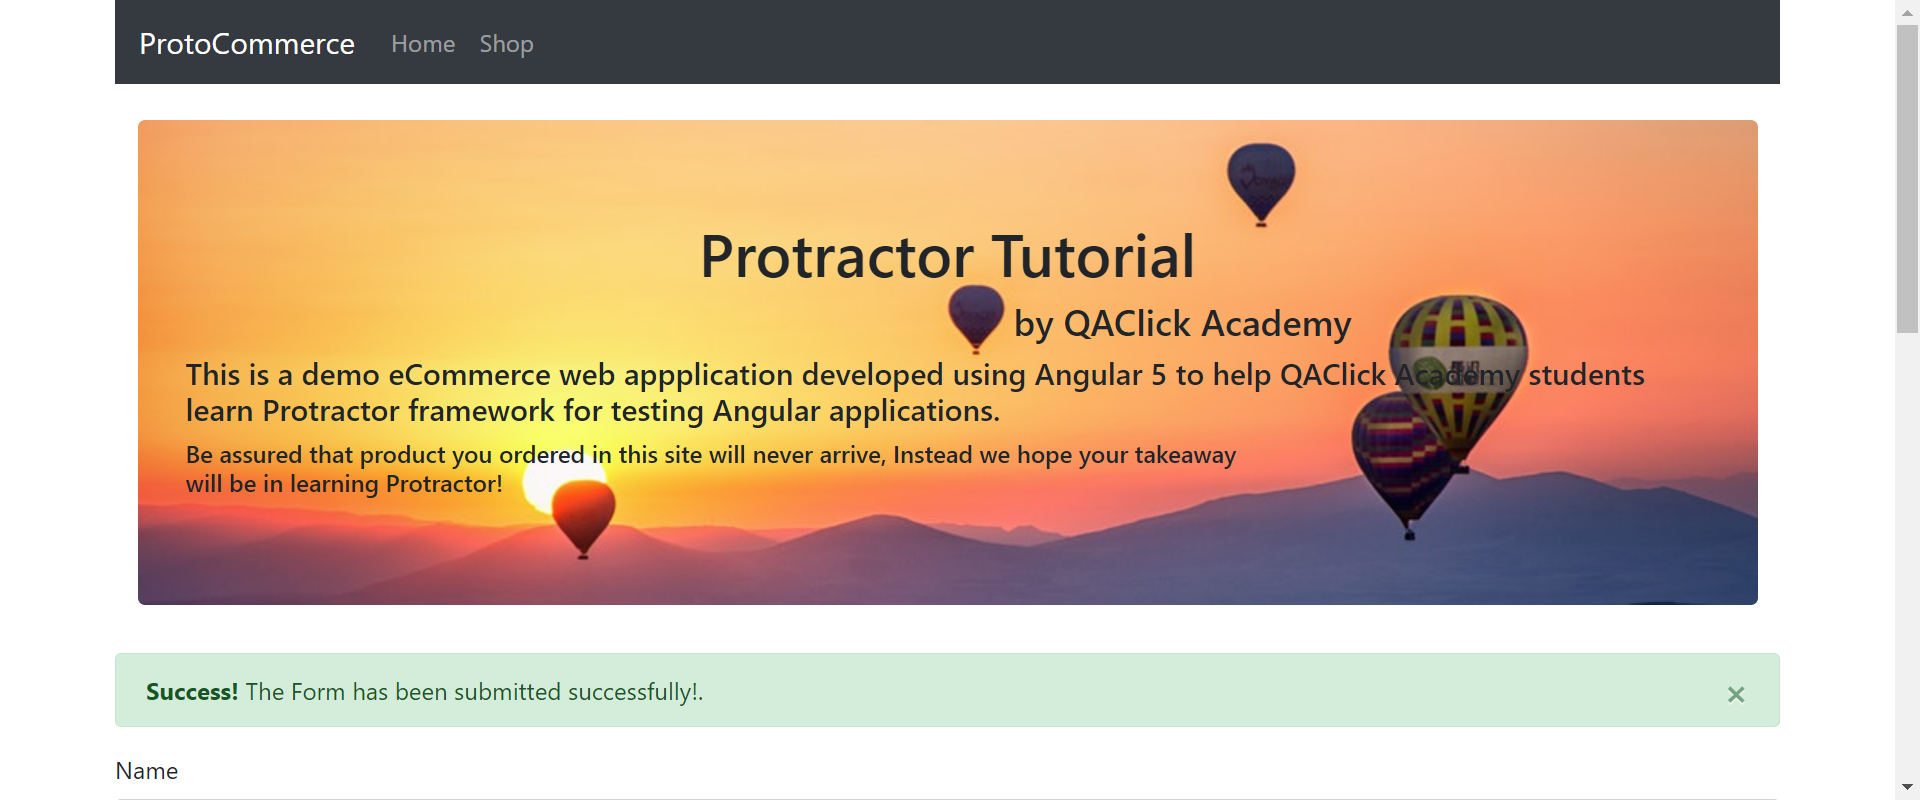 ProtoCommerce Home Shop
Protractor Tutorial
by QAClick Academy
This is a demo eCommerce web appplication developed using Angular 5 to help QAClick Academy students
learn Protractor framework for testing Angular applications.
Be assured that product you ordered in this site will never arrive, Instead we hope your takeaway
will be in learning Protractor!
Success! The Form has been submitted successfully!.
×
Name